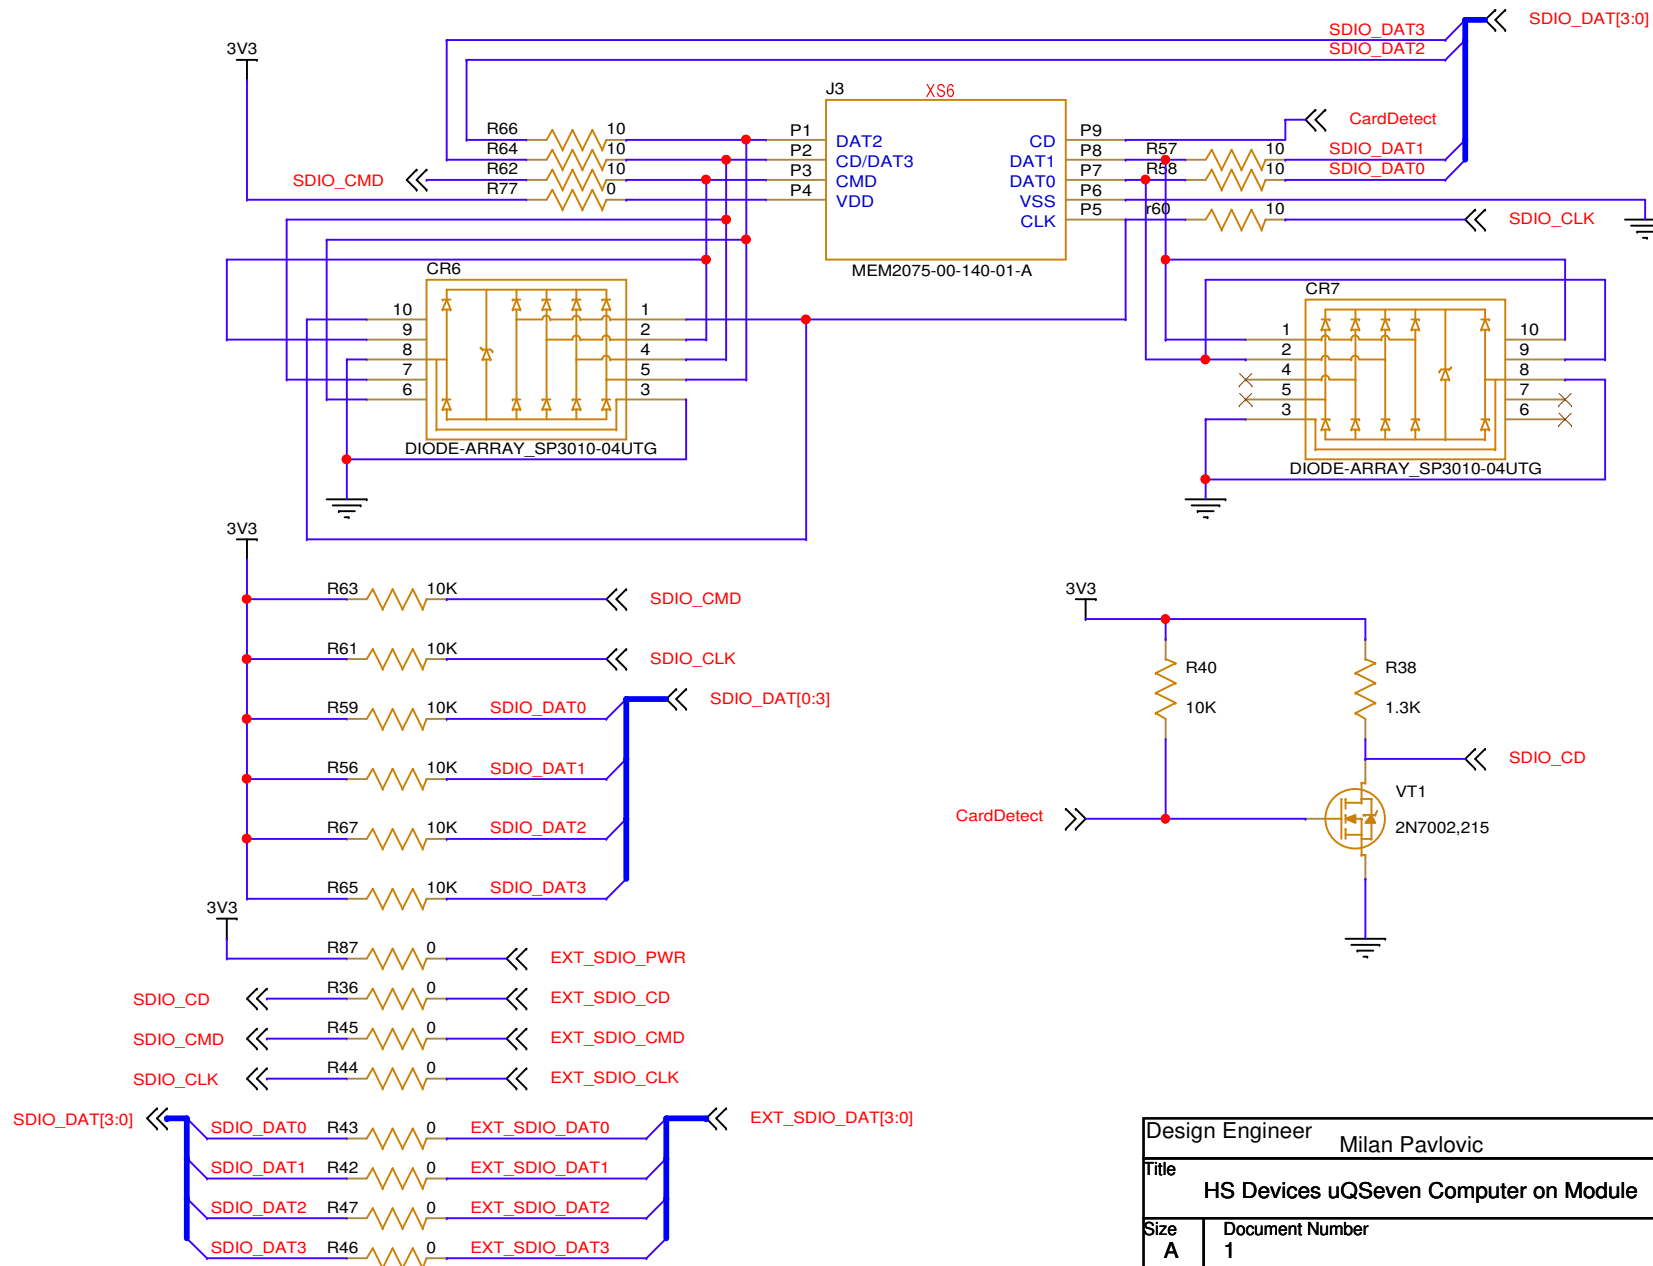 SDIO_DAT[3:0]
SDIO_DAT3
SDIO_DAT2
3V3
J3 XS6
CardDetect
R66 10 P1 DAT2 CD P9
R64 10 P2 CD/DAT3 DAT1 P8 R57 10 SDIO_DAT1
SDIO_CMD R62 10 P3 CMD DAT0 P7 R58 10 SDIO_DAT0
R77 0 P4 VDD VSS P6
CLK P5 r60 10 SDIO_CLK
MEM2075-00-140-01-A
CR6
10 1
9 2
8 4
7 5
6 3
DIODE-ARRAY_SP3010-04UTG
CR7
1 10
2 9
4 8
5 7
3 6
DIODE-ARRAY_SP3010-04UTG
3V3
R63 10K SDIO_CMD
R61 10K SDIO_CLK
SDIO_DAT[0:3]
R59 10K SDIO_DAT0
R56 10K SDIO_DAT1
R67 10K SDIO_DAT2
R65 10K SDIO_DAT3
3V3
R40
10K
R38
1.3K
SDIO_CD
VT1
2N7002,215
CardDetect
3V3
R87 0 EXT_SDIO_PWR
SDIO_CD R36 0 EXT_SDIO_CD
SDIO_CMD R45 0 EXT_SDIO_CMD
SDIO_CLK R44 0 EXT_SDIO_CLK
SDIO_DAT[3:0] EXT_SDIO_DAT[3:0]
SDIO_DAT0 R43 0 EXT_SDIO_DAT0
SDIO_DAT1 R42 0 EXT_SDIO_DAT1
SDIO_DAT2 R47 0 EXT_SDIO_DAT2
SDIO_DAT3 R46 0 EXT_SDIO_DAT3
Design Engineer Milan Pavlovic
Title
HS Devices uQSeven Computer on Module
Size Document Number
A 1